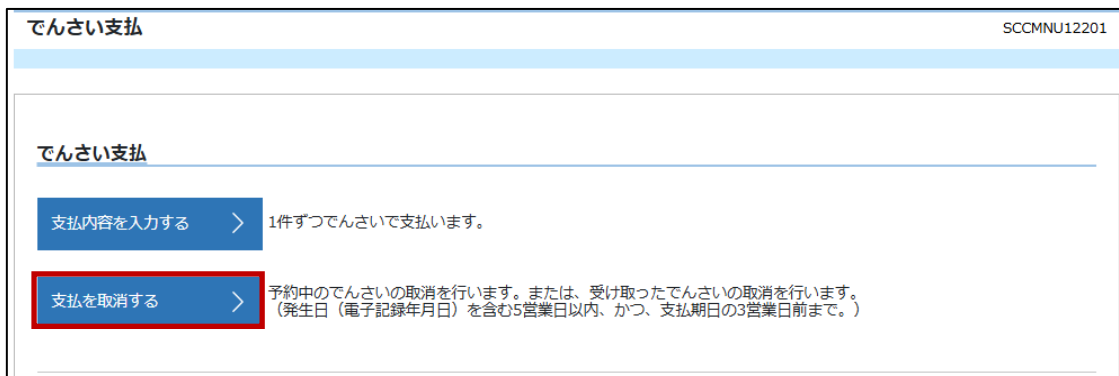 でんさい支払
SCCMNU12201
でんさい支払
支払内容を入力する
1件ずつでんさいで支払います。
支払を取消する
予約中のでんさいの取消を行います。または、受け取ったでんさいの取消を行います。
（発生日（電子記録年月日）を含む5営業日以内、かつ、支払期日の3営業日前まで。）